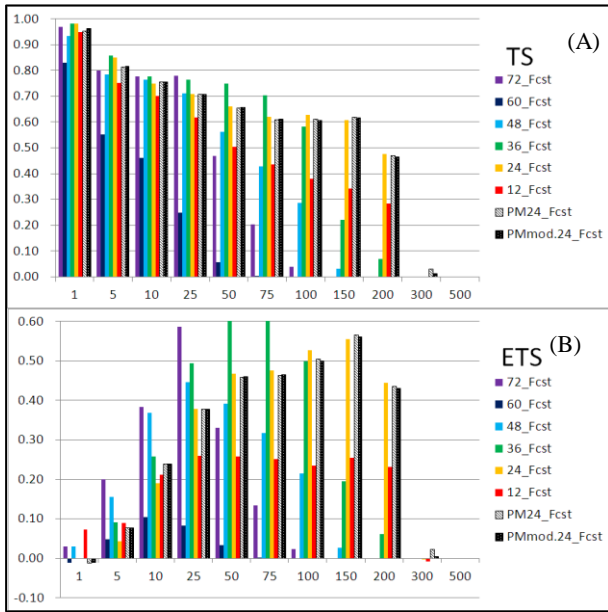 1.00
0.90
0.80
0.70
0.60
0.50
0.40
0.30
0.20
0.10
0.00
1 5 10 25 50 75 100 150 200 300 500
TS (A)
72_Fcst
60_Fcst
48_Fcst
36_Fcst
24_Fcst
12_Fcst
PM24_Fcst
PMmod.24_Fcst
0.60
0.50
0.40
0.30
0.20
0.10
0.00
-0.10
1 5 10 25 50 75 100 150 200 300 500
ETS (B)
72_Fcst
60_Fcst
48_Fcst
36_Fcst
24_Fcst
12_Fcst
PM24_Fcst
PMmod.24_Fcst